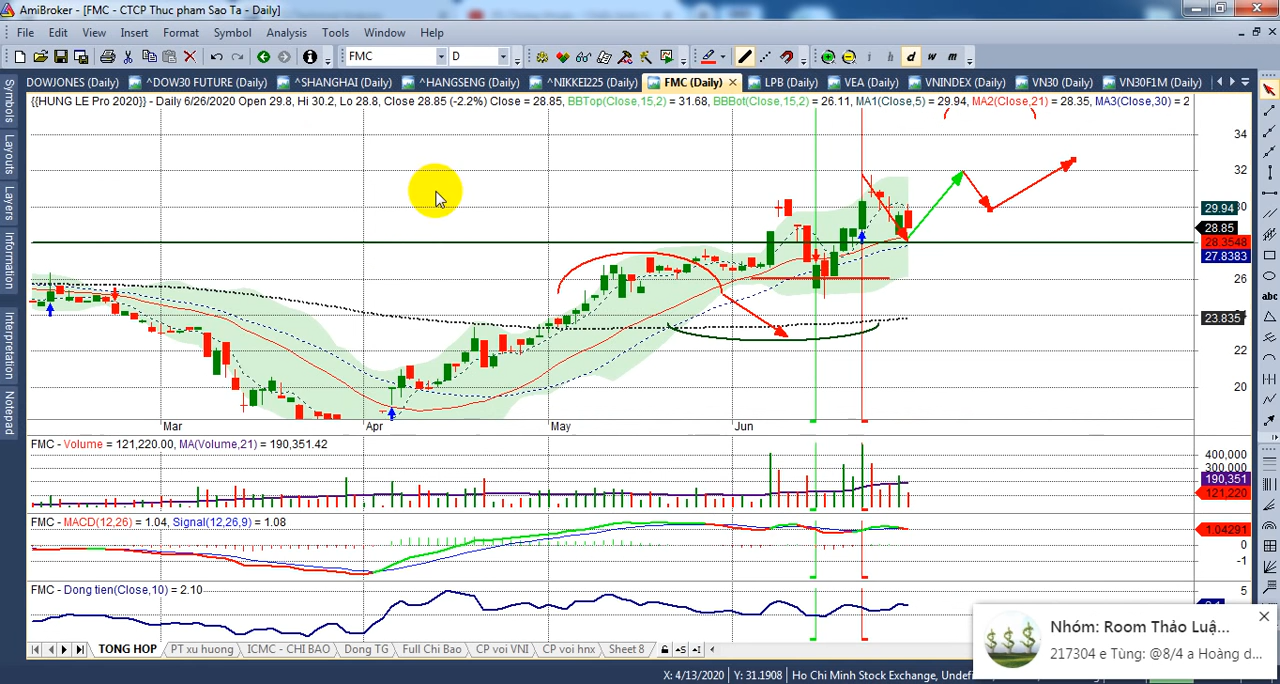 AmiBroker - [FMC - CTCP Thuc pham Sao Ta - Daily]
File Edit View Insert Format Symbol Analysis Tools Window Help
FMC D i h d w m
DOWJONES (Daily) ^DOW30 FUTURE (Daily) ^SHANGHAI (Daily) ^HANGSENG (Daily) ^NIKKEI225 (Daily) FMC (Daily) LPB (Daily) VEA (Daily) VNINDEX (Daily) VN30 (Daily) VN30F1M (Daily)
{{HUNG LE Pro 2020}} - Daily 6/26/2020 Open 29.8, Hi 30.2, Lo 28.8, Close 28.85 (-2.2%) Close = 28.85, BBTop(Close,15,2) = 31.68, BBBot(Close,15,2) = 26.11, MA1(Close,5) = 29.94, MA2(Close,21) = 28.35, MA3(Close,30) = 2
Symbols
Layouts
Layers
Information
Interpretation
Notepad
abc
34
32
29.94
30
28.85
28.3548
27.8383
26
23.835
22
20
Mar Apr May Jun
FMC - Volume = 121,220.00, MA(Volume,21) = 190,351.42
400,000
300,000
190,351
121,220
FMC - MACD(12,26) = 1.04, Signal(12,26,9) = 1.08
1.04291
0
-1
FMC - Dong tien(Close,10) = 2.10
5
TONG HOP PT xu huong ICMC - CHI BAO Dong TG Full Chi Bao CP voi VNI CP voi hnx Sheet 8
Nhóm: Room Thảo Luậ...
217304 e Tùng: @8/4 a Hoàng d...
X: 4/13/2020 Y: 31.1908 Ho Chi Minh Stock Exchange, Undef